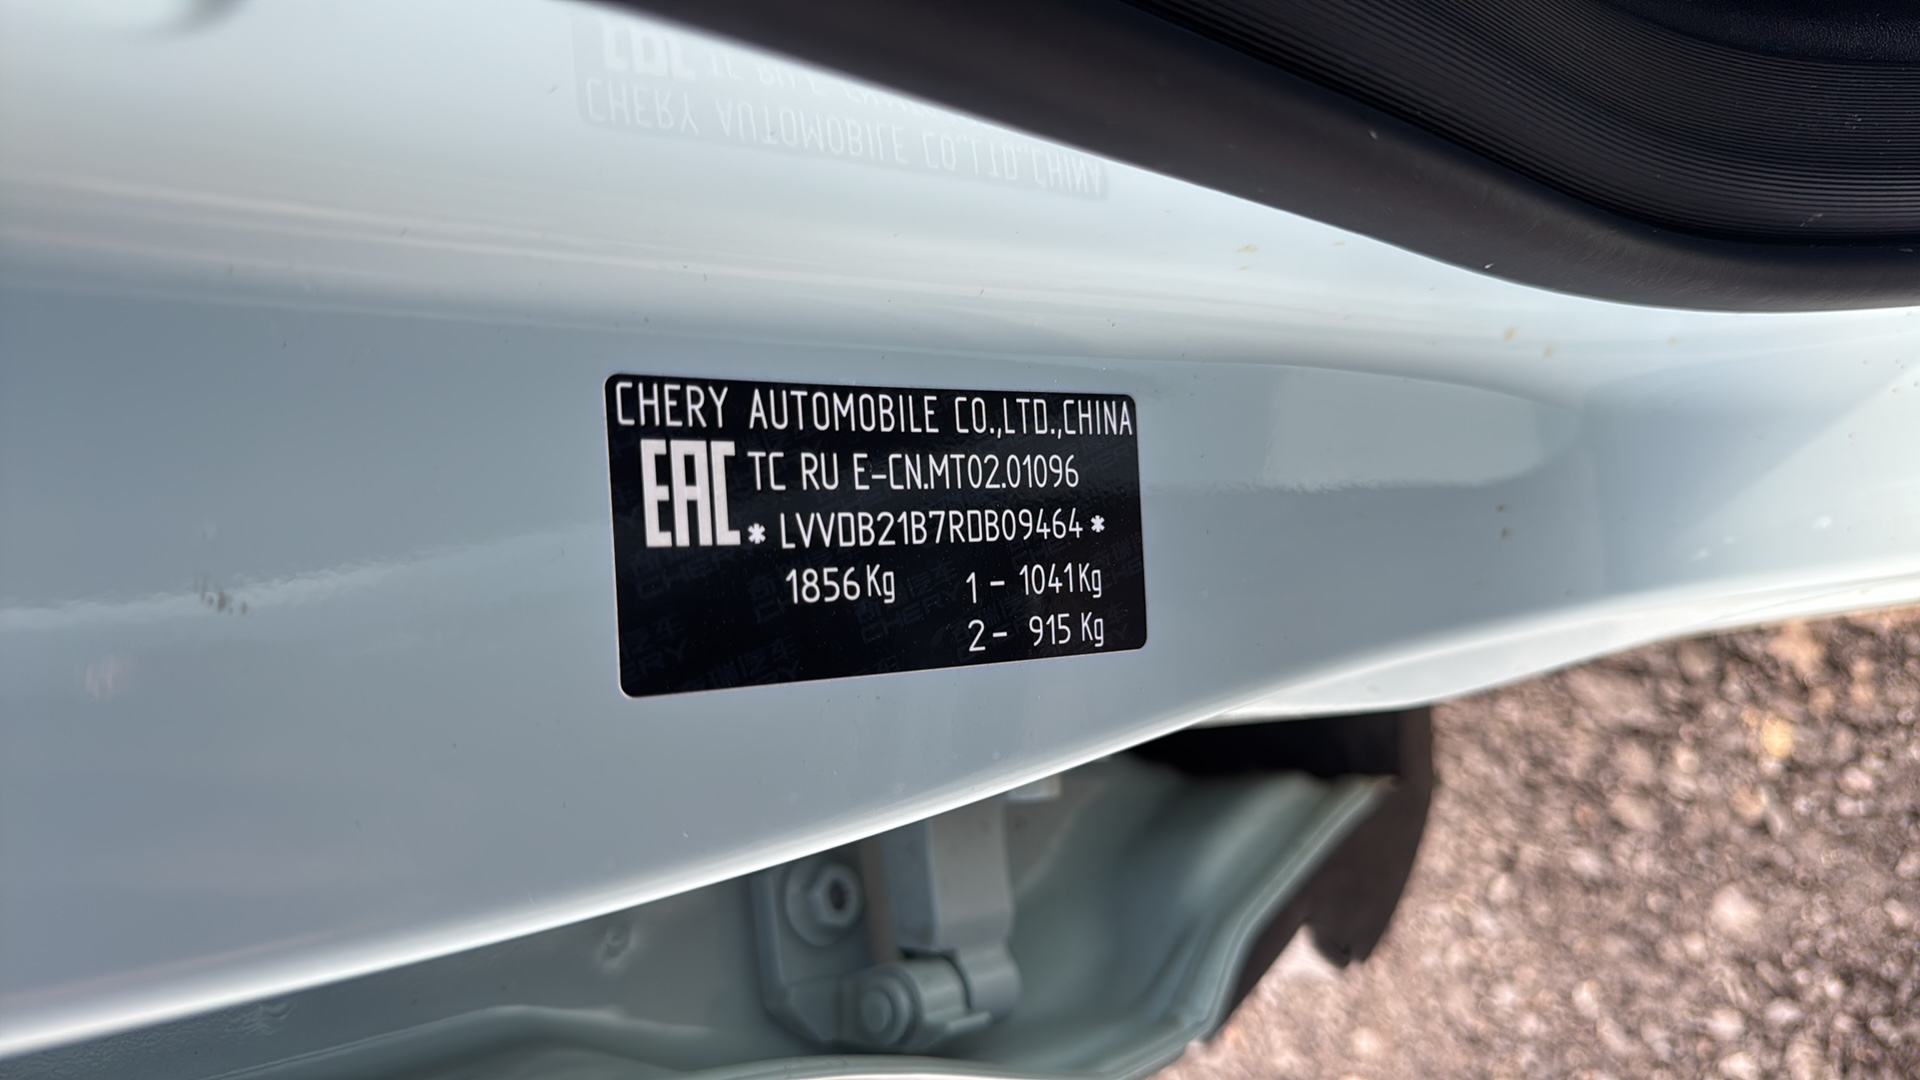 CHERY AUTOMOBILE CO.,LTD.,CHINA
EAC TC RU E-CN.MT02.01096
* LVVDB21B7RDB09464 *
1856Kg 1 - 1041Kg
2 - 915 Kg